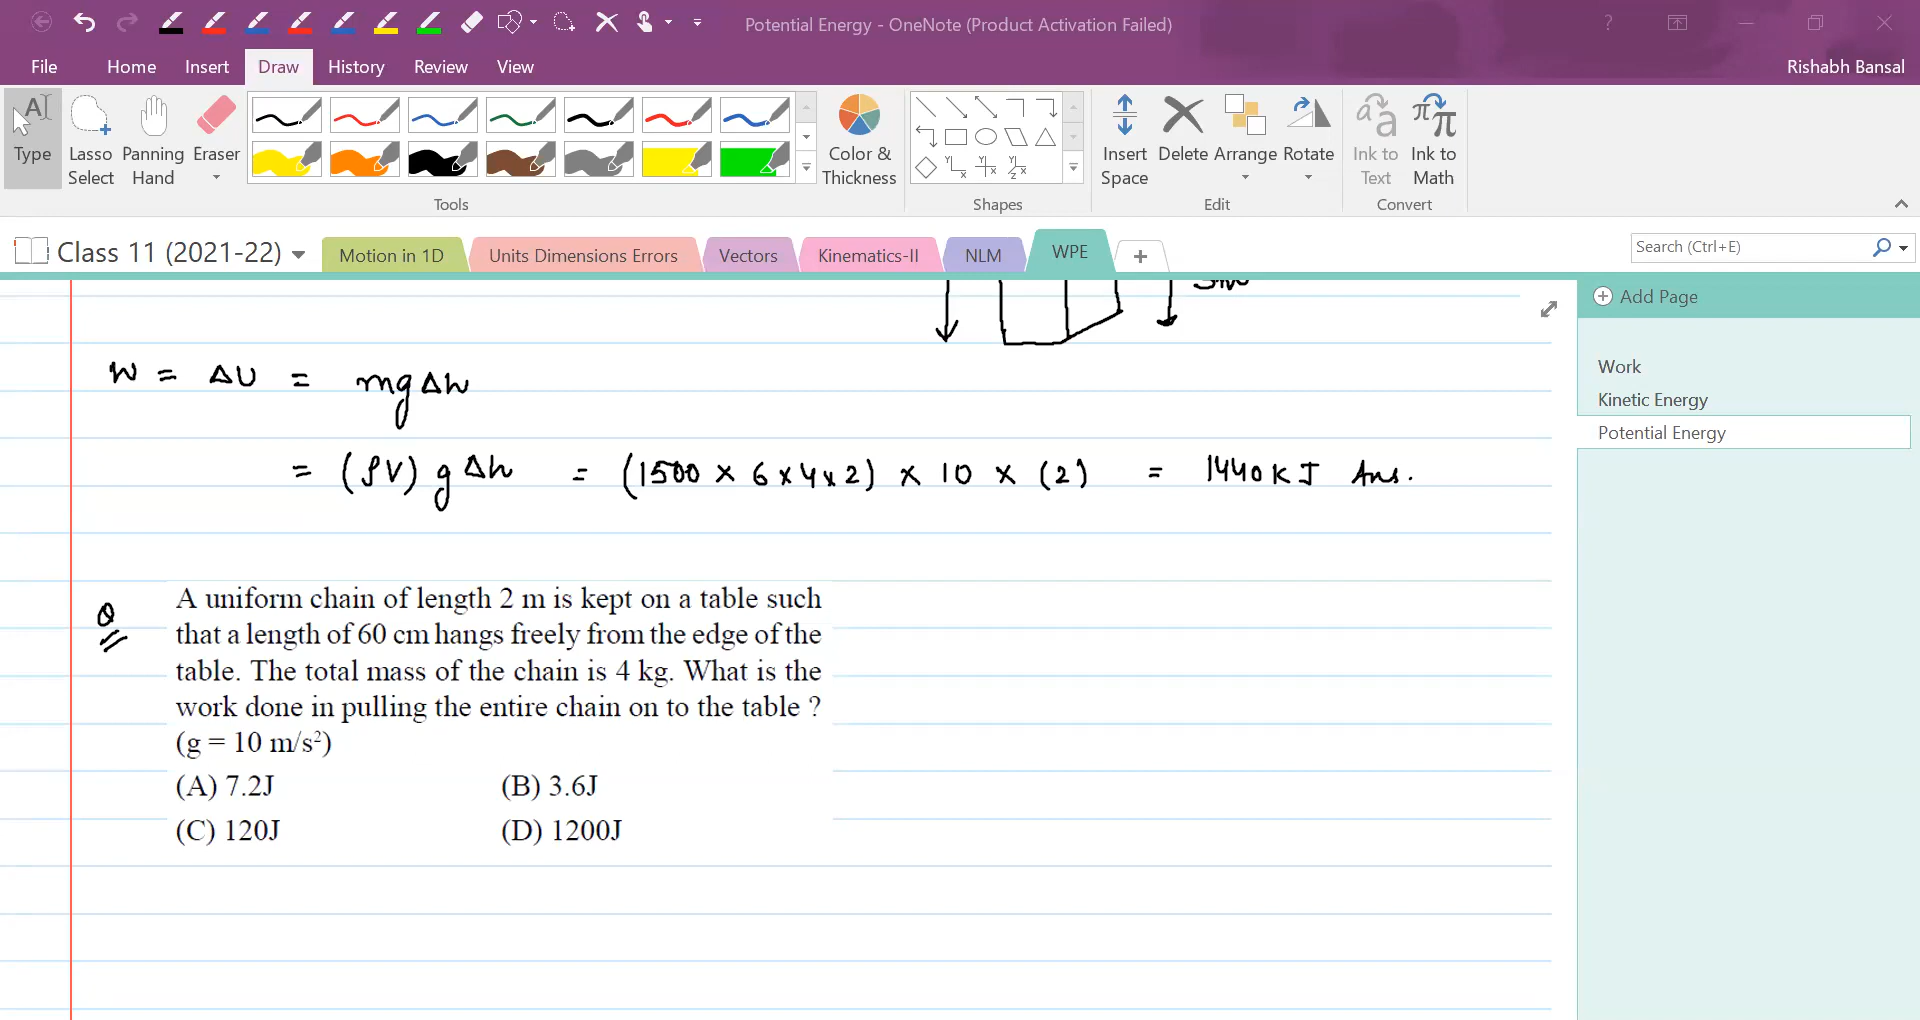 Potential Energy - OneNote (Product Activation Failed)
?
File Home Insert Draw History Review View
Rishabh Bansal
Type
Lasso Select
Panning Hand
Eraser
Color & Thickness
Insert Space
Delete
Arrange
Rotate
Ink to Text
Ink to Math
Tools
Shapes
Edit
Convert
Class 11 (2021-22)
Motion in 1D
Units Dimensions Errors
Vectors
Kinematics-II
NLM
WPE
+
Search (Ctrl+E)
Add Page
Work
Kinetic Energy
Potential Energy
W = ΔU = mgΔh
= (ρV) g Δh = (1500 × 6×4×2) × 10 × (2) = 1440KJ Ans.
Q
A uniform chain of length 2 m is kept on a table such
that a length of 60 cm hangs freely from the edge of the
table. The total mass of the chain is 4 kg. What is the
work done in pulling the entire chain on to the table ?
(g = 10 m/s²)
(A) 7.2J (B) 3.6J
(C) 120J (D) 1200J